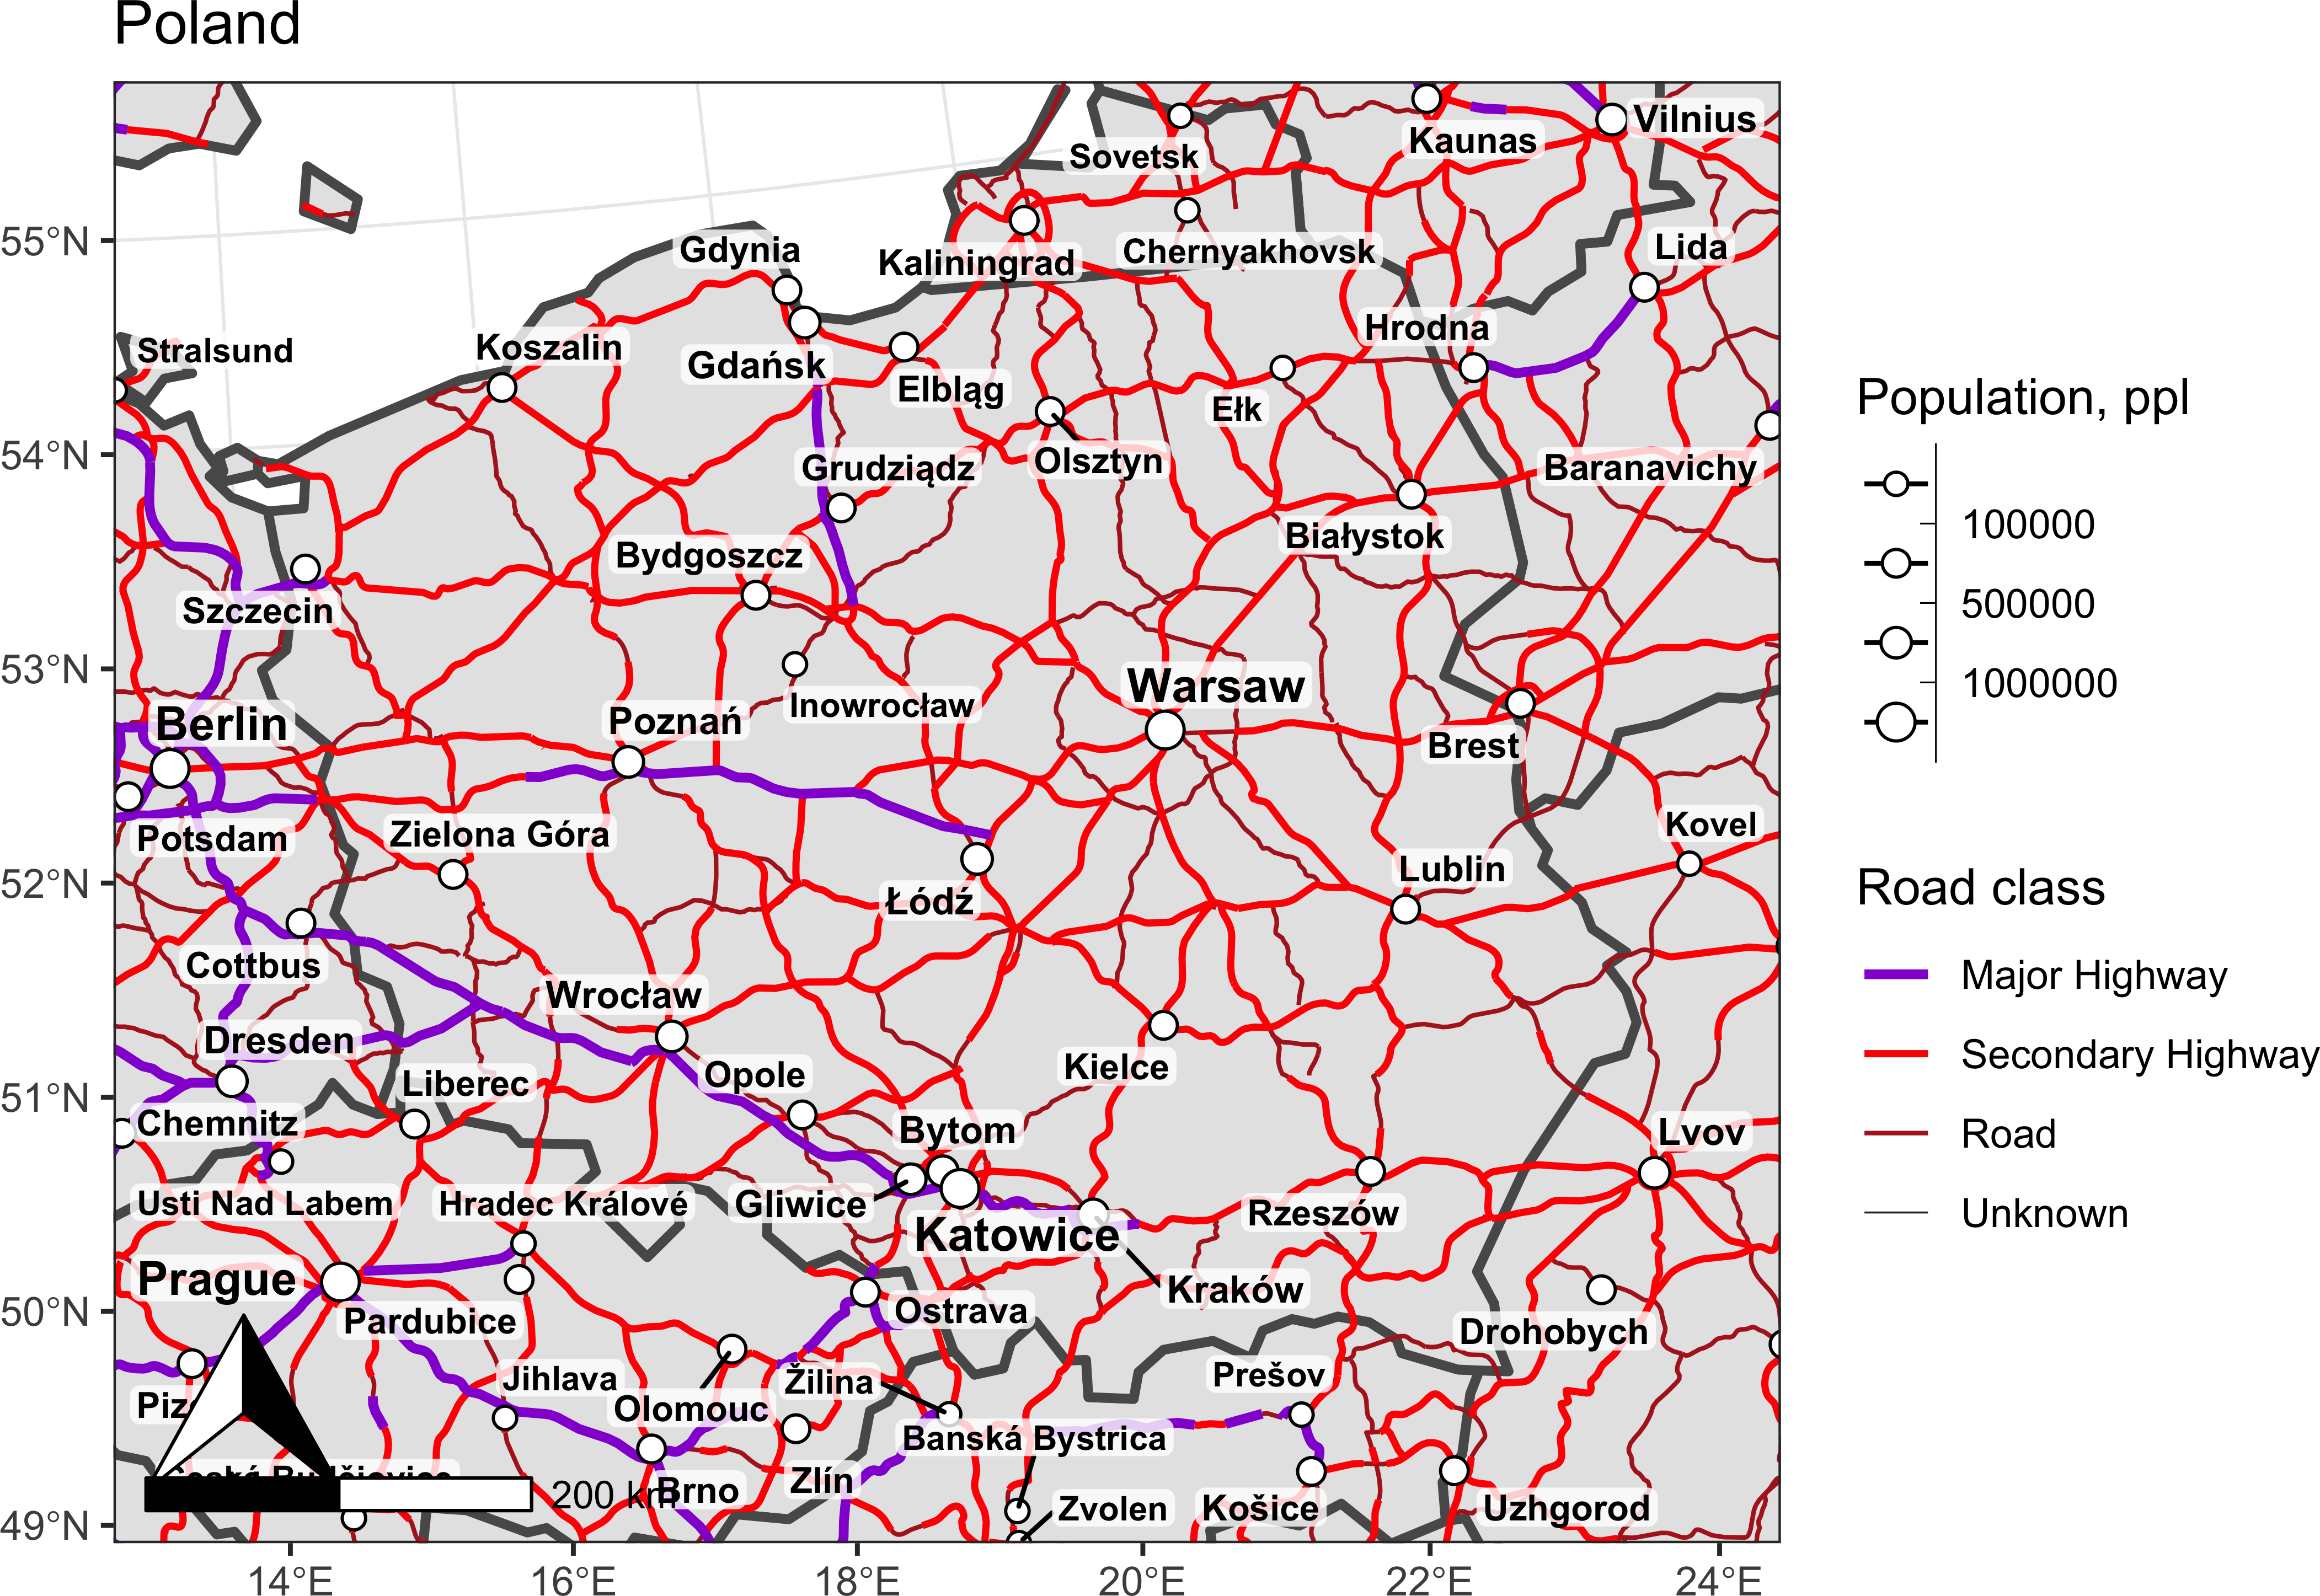 Poland
Vilnius
Kaunas
Sovetsk
55°N
Gdynia
Kaliningrad
Chernyakhovsk
Lida
Stralsund
Koszalin
Gdańsk
Elbląg
Hrodna
Ełk
54°N
Grudziądz
Olsztyn
Baranavichy
Białystok
Bydgoszcz
Szczecin
53°N
Inowrocław
Warsaw
Berlin
Poznań
Brest
Potsdam
Zielona Góra
Kovel
52°N
Łódź
Lublin
Cottbus
Wrocław
Dresden
Liberec
Opole
Kielce
51°N
Chemnitz
Bytom
Lvov
Usti Nad Labem
Hradec Králové
Gliwice
Katowice
Rzeszów
Prague
Kraków
50°N
Pardubice
Ostrava
Drohobych
Jihlava
Olomouc
Žilina
Prešov
Banská Bystrica
Brno
Zlín
Zvolen
Košice
Uzhgorod
200 km
49°N
14°E
16°E
18°E
20°E
22°E
24°E
Population, ppl
100000
500000
1000000
Road class
Major Highway
Secondary Highway
Road
Unknown